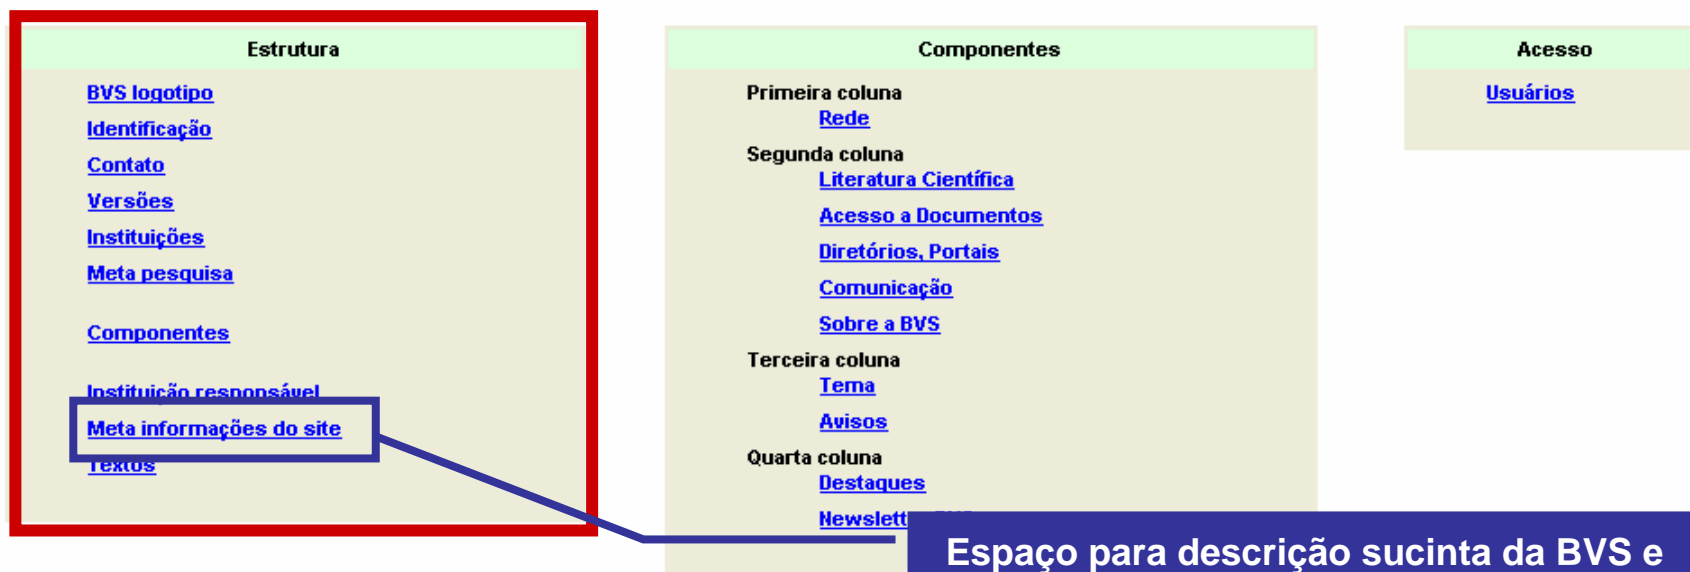 Estrutura
BVS logotipo
Identificação
Contato
Versões
Instituições
Meta pesquisa
Componentes
Instituição responsável
Meta informações do site
Textos
Componentes
Primeira coluna
Rede
Segunda coluna
Literatura Científica
Acesso a Documentos
Diretórios, Portais
Comunicação
Sobre a BVS
Terceira coluna
Tema
Avisos
Quarta coluna
Destaques
Acesso
Usuários
Espaço para descrição sucinta da BVS e